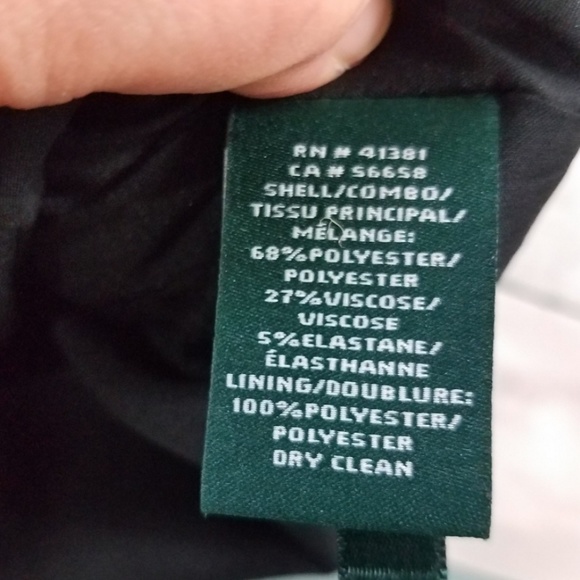 RN # 41381
CA # 56658
SHELL/COMBO/
TISSU PRINCIPAL/
MÉLANGE:
68%POLYESTER/
POLYESTER
27%VISCOSE/
VISCOSE
5%ELASTANE/
ÉLASTHANNE
LINING/DOUBLURE:
100%POLYESTER/
POLYESTER
DRY CLEAN